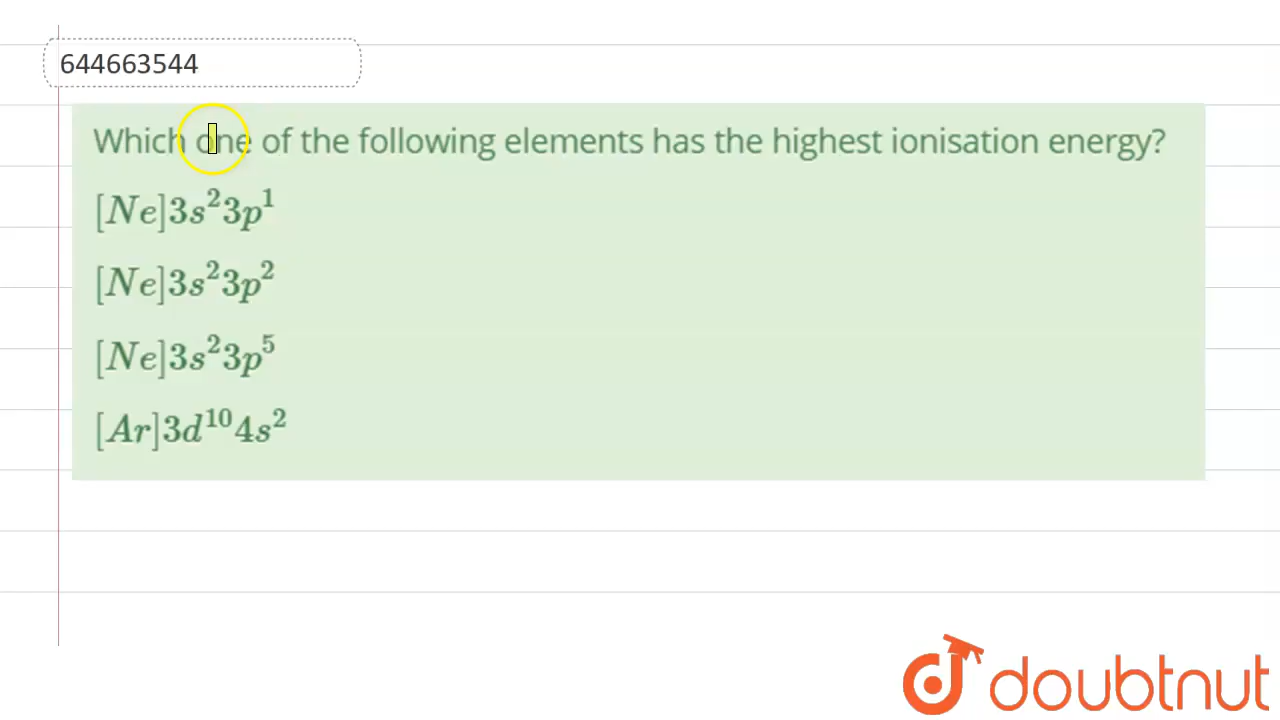 644663544
Which one of the following elements has the highest ionisation energy?
[Ne]3s²3p¹
[Ne]3s²3p²
[Ne]3s²3p⁵
[Ar]3d¹⁰4s²
doubtnut